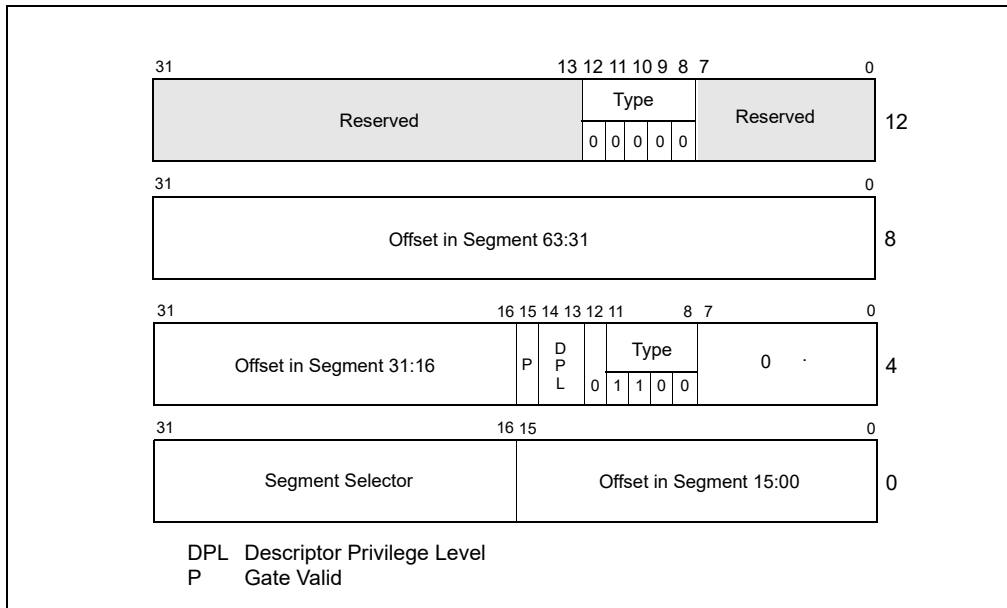 31 13 12 11 10 9 8 7 0
Type
Reserved Reserved 12
0 0 0 0 0
31 0
Offset in Segment 63:31 8
31 16 15 14 13 12 11 8 7 0
Offset in Segment 31:16 P DPL Type 0 . 4
0 1 1 0 0
31 16 15 0
Segment Selector Offset in Segment 15:00 0
DPL Descriptor Privilege Level
P Gate Valid